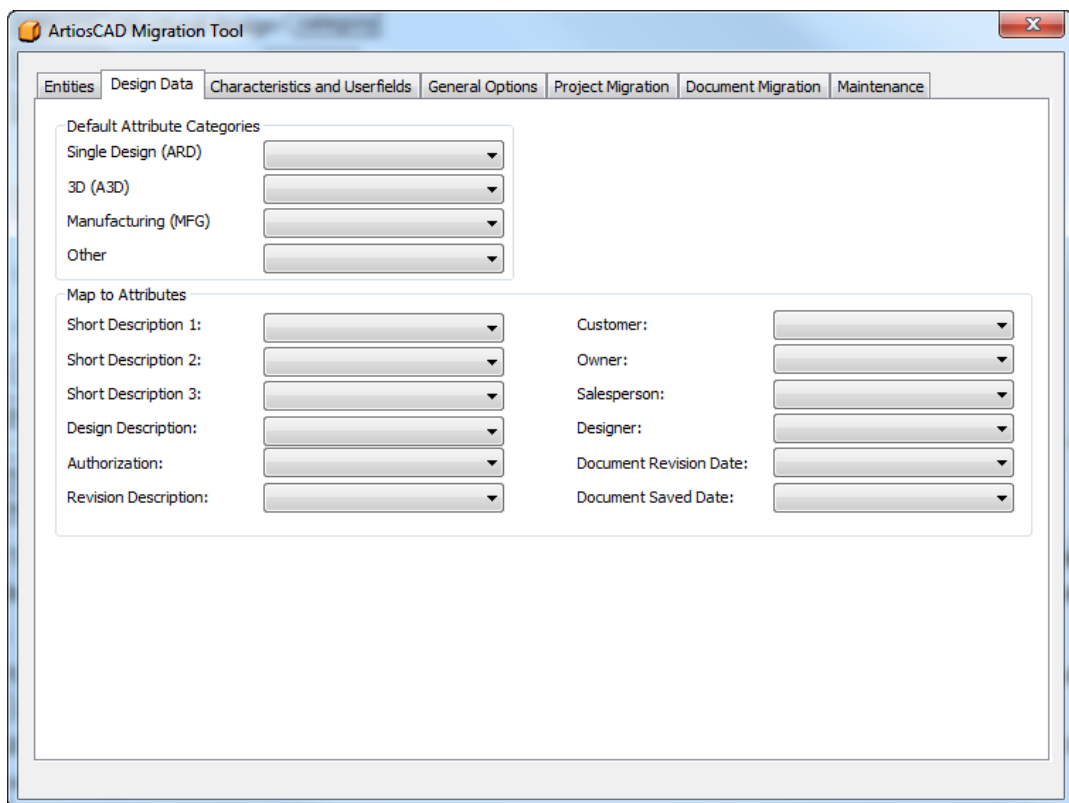 ArtiosCAD Migration Tool
Entities Design Data Characteristics and Userfields General Options Project Migration Document Migration Maintenance
Default Attribute Categories
Single Design (ARD)
3D (A3D)
Manufacturing (MFG)
Other
Map to Attributes
Short Description 1: Customer:
Short Description 2: Owner:
Short Description 3: Salesperson:
Design Description: Designer:
Authorization: Document Revision Date:
Revision Description: Document Saved Date: